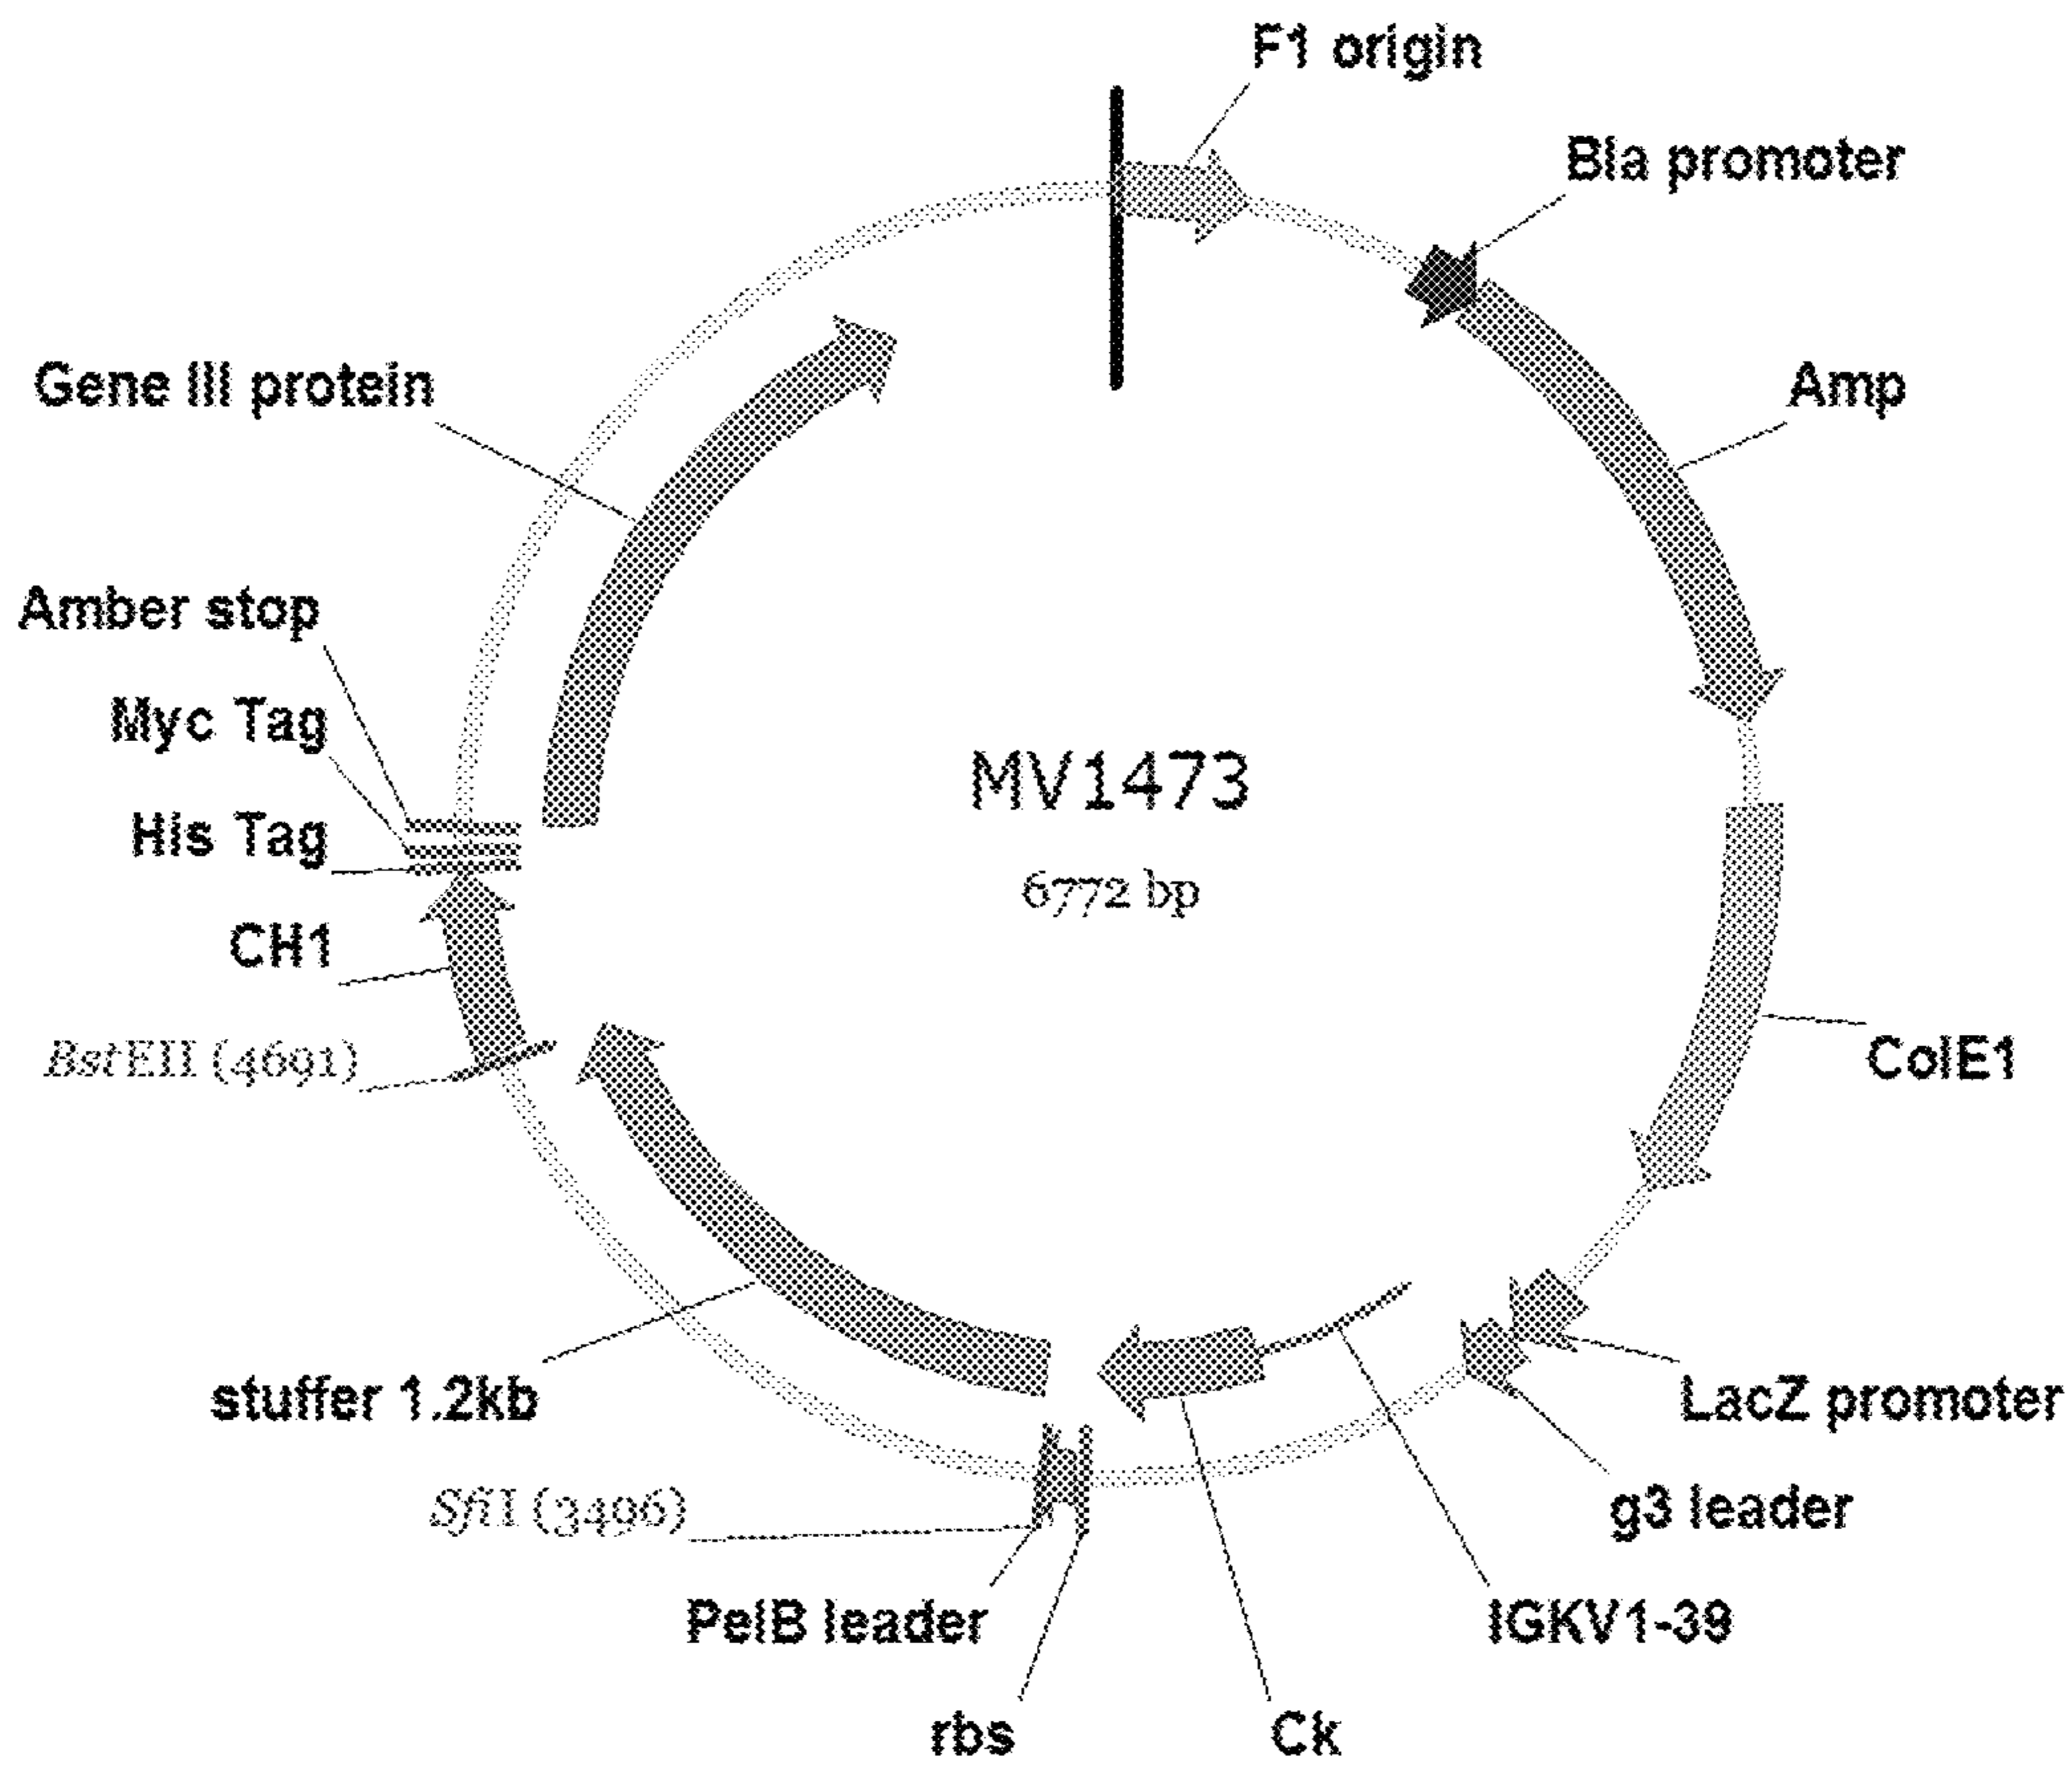 F1 origin
Bla promoter
Gene III protein
Amp
Amber stop
Myc Tag
MV1473
His Tag
6772 bp
CH1
BstEII (4691)
ColE1
stuffer 1.2kb
LacZ promoter
SfiI (3496)
g3 leader
PelB leader
IGKV1-39
rbs
Ck